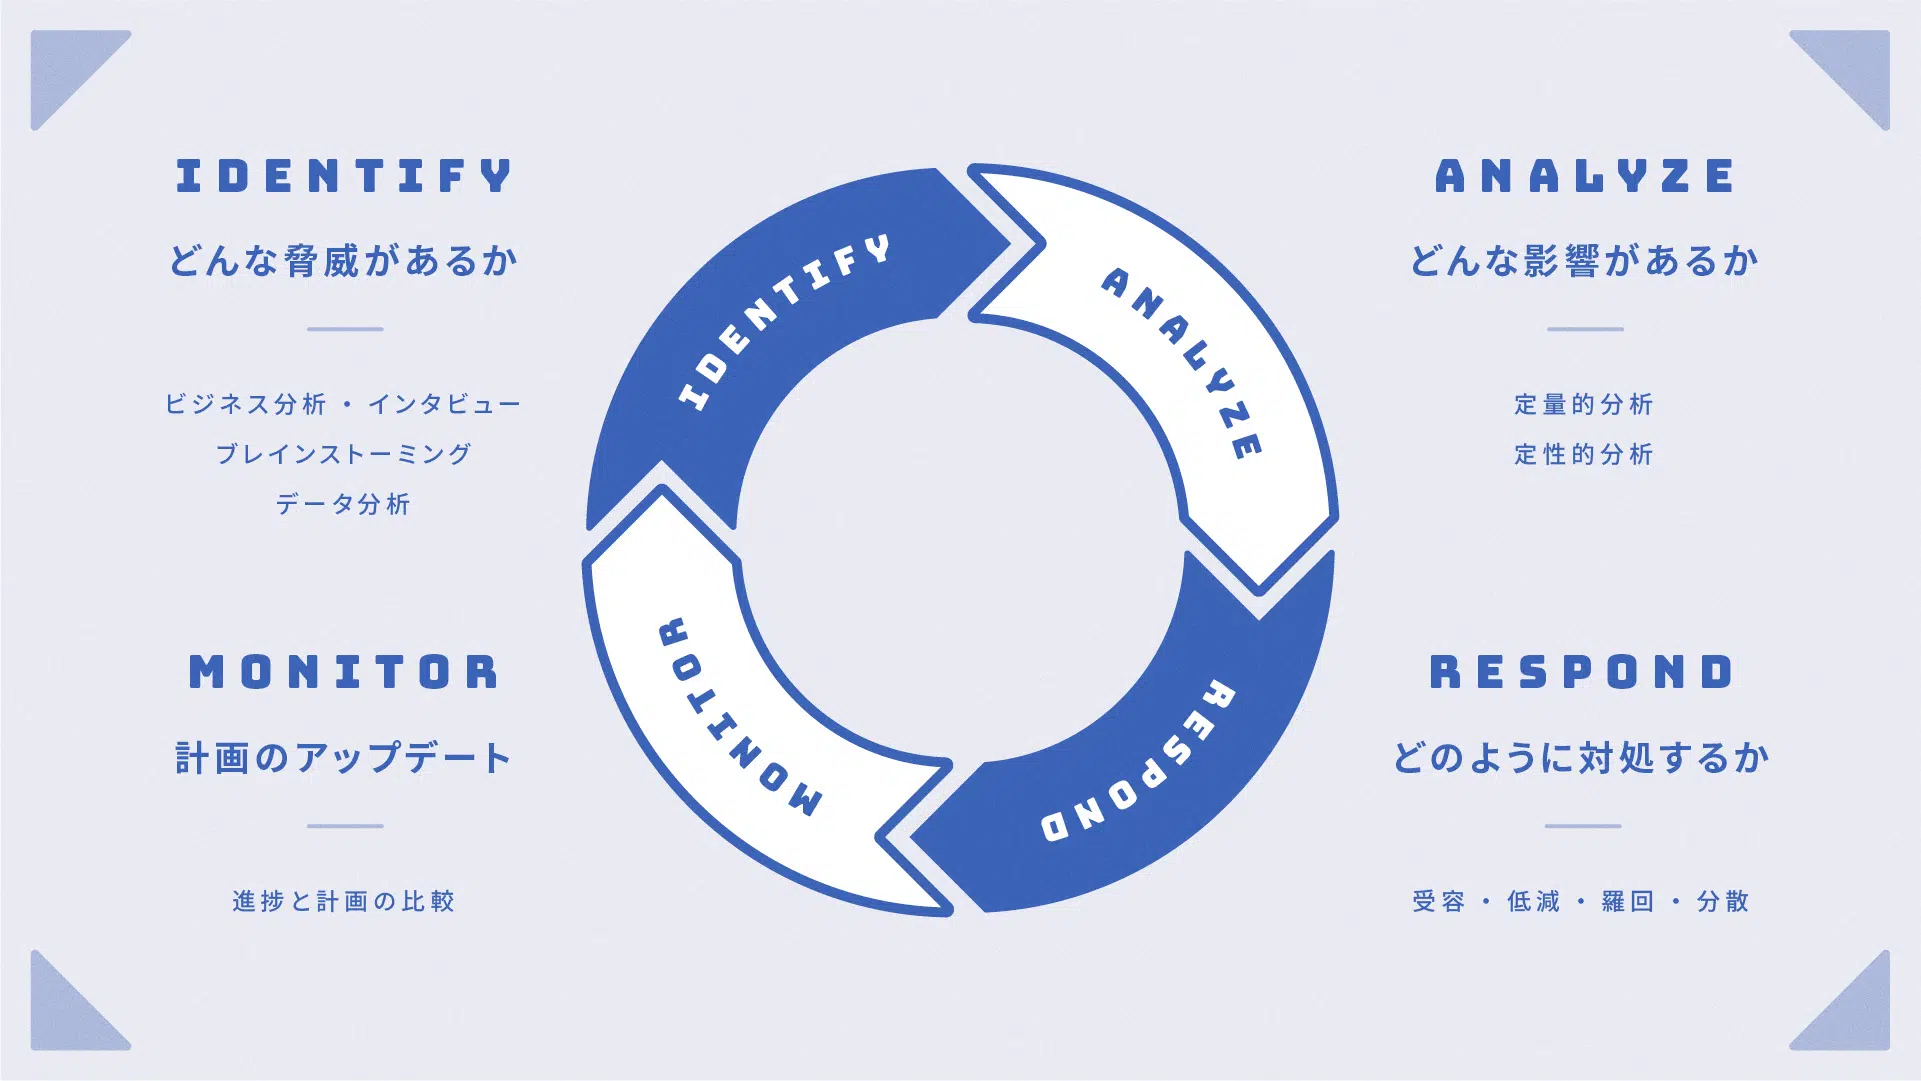 IDENTIFY
どんな脅威があるか
ビジネス分析 ・ インタビュー
ブレインストーミング
データ分析
ANALYZE
どんな影響があるか
定量的分析
定性的分析
IDENTIFY
ANALYZE
RESPOND
MONITOR
MONITOR
計画のアップデート
進捗と計画の比較
RESPOND
どのように対処するか
受容 ・ 低減 ・ 羅回 ・ 分散